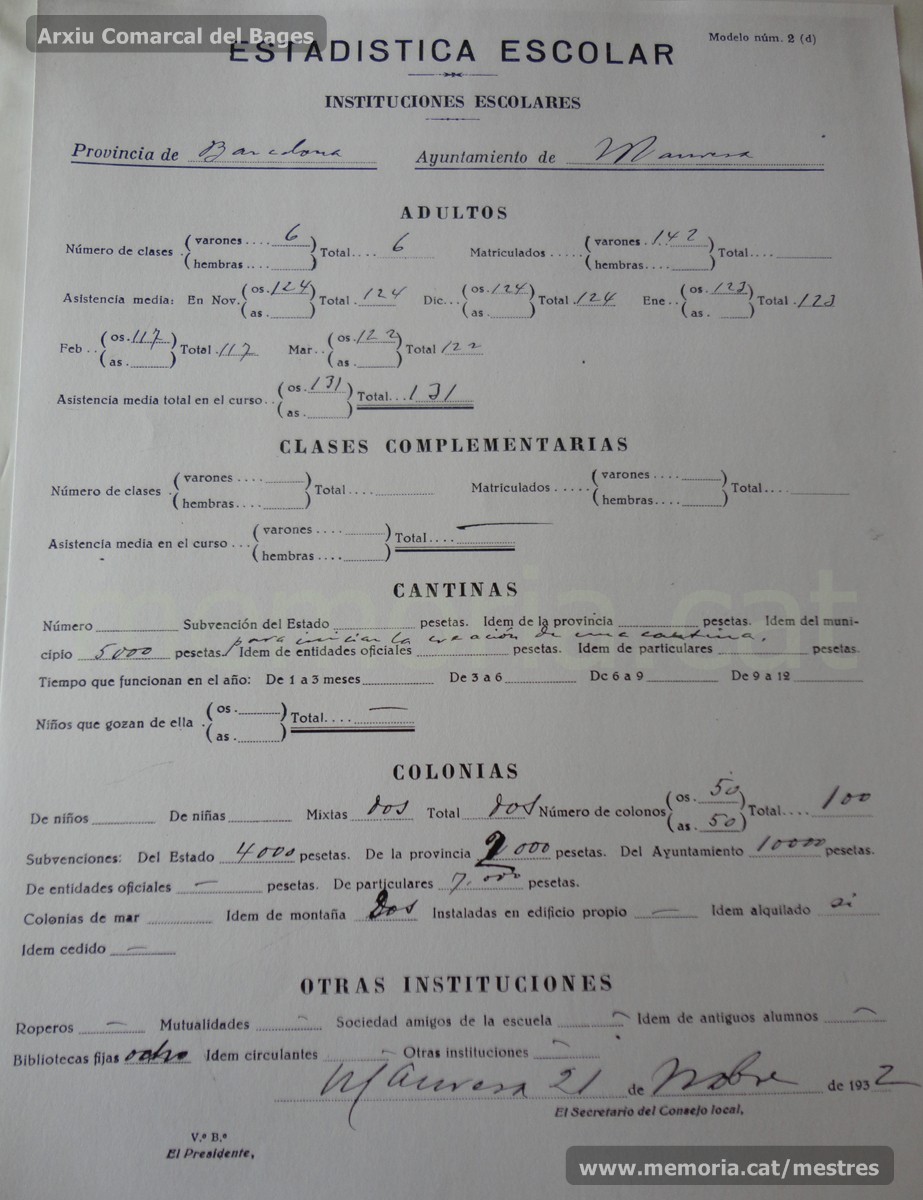 Arxiu Comarcal del Bages
ESTADISTICA ESCOLAR
Modelo núm. 2 (d)
INSTITUCIONES ESCOLARES
Provincia de Barcelona Ayuntamiento de Manresa
ADULTOS
Número de clases (varones .... 6) Total .... 6 Matriculados ..... (varones . 142) Total....
(hembras ....) (hembras....)
Asistencia media: En Nov. (os. 124) Total . 124 Dic... (os. 124) Total . 124 Ene .. (os. 123) Total . 123
(as .) (as .) (as .)
Feb .. (os . 117) Total . 117 Mar.. (os . 122) Total 122
(as .) (as .)
Asistencia media total en el curso.. (os . 131) Total... 131
(as .)
CLASES COMPLEMENTARIAS
Número de clases . (varones ....) Total .... Matriculados ..... (varones ....) Total....
(hembras....) (hembras....)
Asistencia media en el curso ... (varones ....) Total.... —
(hembras ....)
CANTINAS
Número Subvención del Estado pesetas. Idem de la provincia pesetas. Idem del muni-
para iniciar la creación de una cantina.
cipio 5000 pesetas. Idem de entidades oficiales pesetas. Idem de particulares pesetas.
Tiempo que funcionan en el año: De 1 a 3 meses De 3 a 6 De 6 a 9 De 9 a 12
Niños que gozan de ella . (os .) Total.... —
(as .)
COLONIAS
De niños De niñas Mixtas dos Total dos Número de colonos (os . 50) Total.... 100
(as . 50)
Subvenciones: Del Estado 4000 pesetas. De la provincia 2000 pesetas. Del Ayuntamiento 10000 pesetas.
De entidades oficiales — pesetas. De particulares 7.000 pesetas.
Colonias de mar Idem de montaña Dos Instaladas en edificio propio — Idem alquilado si
Idem cedido —
OTRAS INSTITUCIONES
Roperos — Mutualidades — Sociedad amigos de la escuela — Idem de antiguos alumnos —
Bibliotecas fijas ocho Idem circulantes — Otras instituciones —
Manresa 21 de Nobre de 1932
El Secretario del Consejo local,
V.º B.º
El Presidente,
www.memoria.cat/mestres
memoria.cat